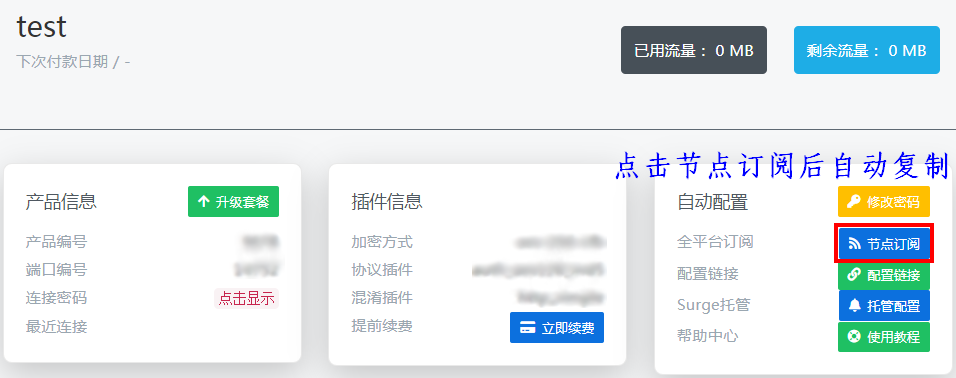 test
下次付款日期 / -
已用流量： 0 MB
剩余流量： 0 MB
点击节点订阅后自动复制
产品信息
升级套餐
产品编号
端口编号
连接密码
点击显示
最近连接
插件信息
加密方式
协议插件
混淆插件
提前续费
立即续费
自动配置
修改密码
全平台订阅
节点订阅
配置链接
配置链接
Surge托管
托管配置
帮助中心
使用教程